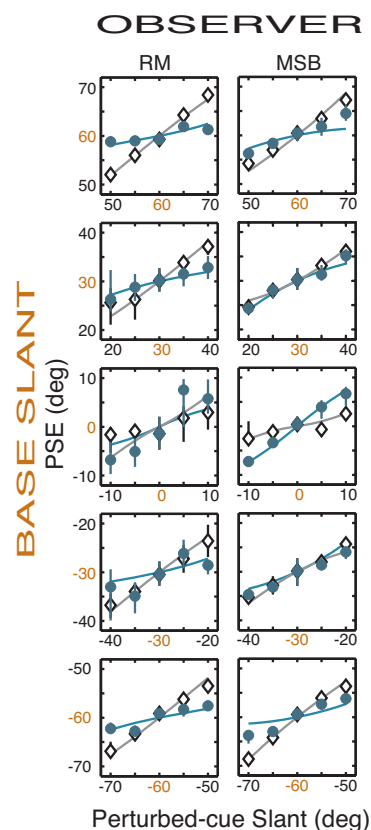 OBSERVER
RM MSB
BASE SLANT
PSE (deg)
70
60
50
50 60 70 50 60 70
40
30
20
20 30 40 20 30 40
10
0
-10
-10 0 10 -10 0 10
-20
-30
-40
-40 -30 -20 -40 -30 -20
-50
-60
-70
-70 -60 -50 -70 -60 -50
Perturbed-cue Slant (deg)